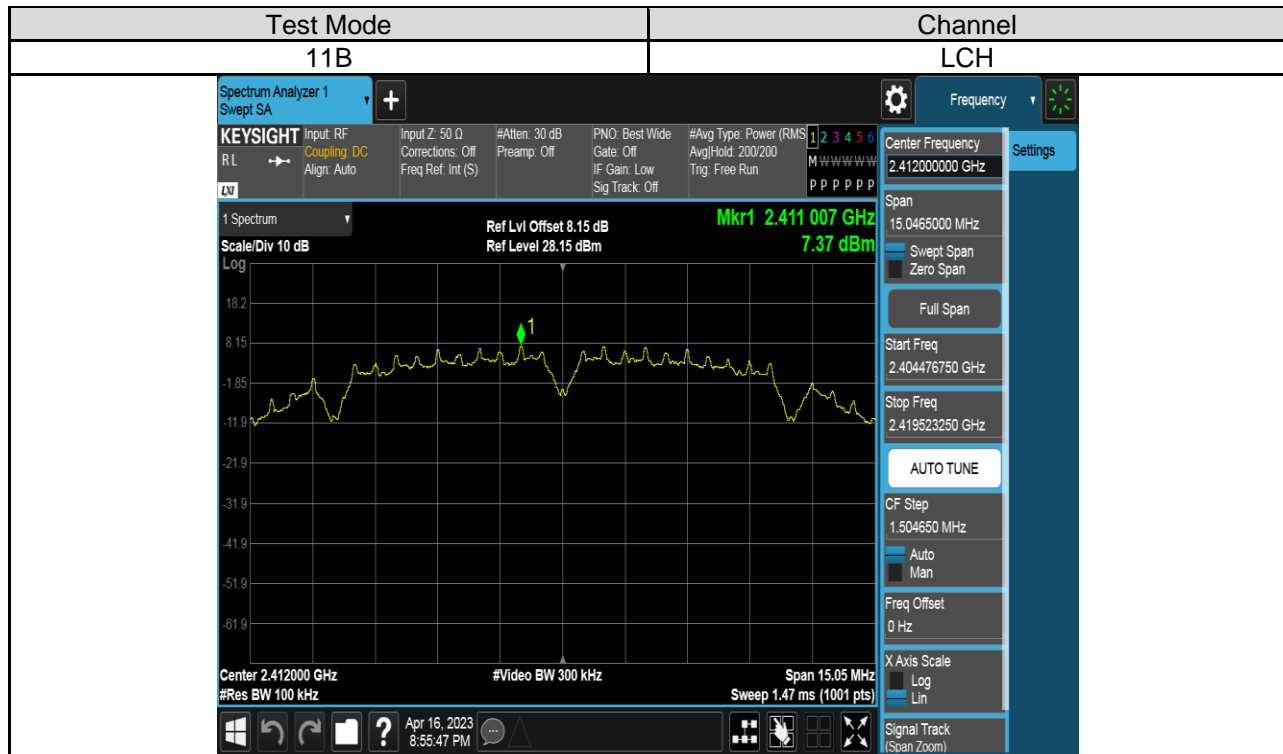 Test Mode Channel
11B LCH
Spectrum Analyzer 1
Swept SA
+
Frequency
KEYSIGHT
RL
LXI
Input: RF
Coupling: DC
Align: Auto
Input Z: 50 Ω
Corrections: Off
Freq Ref: Int (S)
#Atten: 30 dB
Preamp: Off
PNO: Best Wide
Gate: Off
IF Gain: Low
Sig Track: Off
#Avg Type: Power (RMS
Avg|Hold: 200/200
Trig: Free Run
1 2 3 4 5 6
M W W W W W
P P P P P P
1 Spectrum
Scale/Div 10 dB
Ref Lvl Offset 8.15 dB
Ref Level 28.15 dBm
Mkr1 2.411 007 GHz
7.37 dBm
Log
18.2
8.15
-1.85
-11.9
-21.9
-31.9
-41.9
-51.9
-61.9
1
Center 2.412000 GHz
#Res BW 100 kHz
#Video BW 300 kHz
Span 15.05 MHz
Sweep 1.47 ms (1001 pts)
Center Frequency
2.412000000 GHz
Settings
Span
15.0465000 MHz
Swept Span
Zero Span
Full Span
Start Freq
2.404476750 GHz
Stop Freq
2.419523250 GHz
AUTO TUNE
CF Step
1.504650 MHz
Auto
Man
Freq Offset
0 Hz
X Axis Scale
Log
Lin
Signal Track
(Span Zoom)
?
Apr 16, 2023
8:55:47 PM